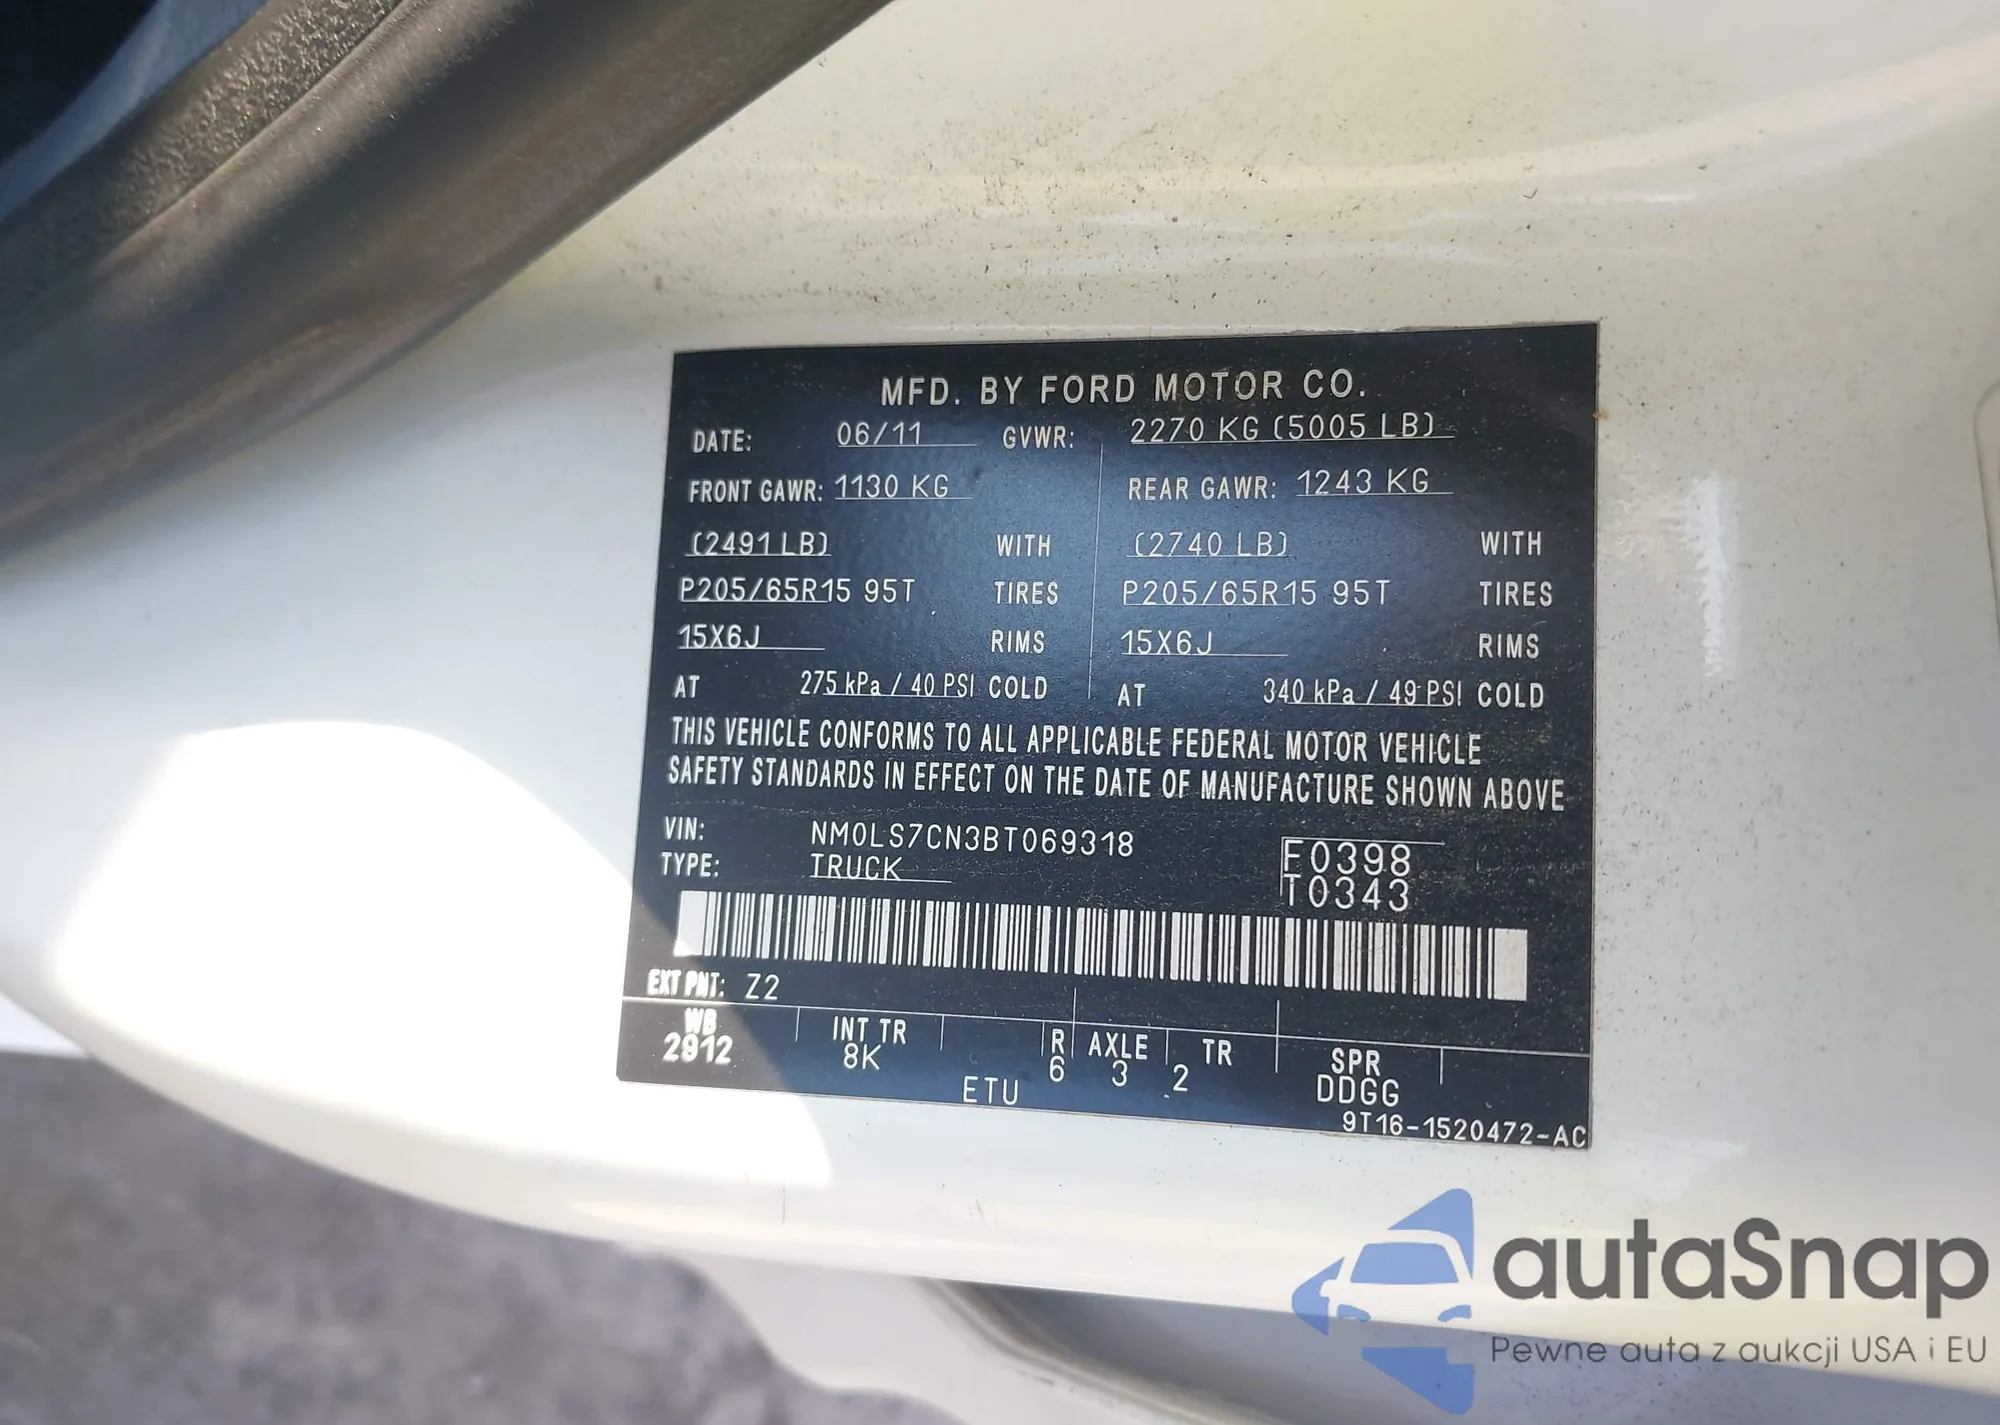 MFD. BY FORD MOTOR CO.
DATE: 06/11 GVWR: 2270 KG (5005 LB)
FRONT GAWR: 1130 KG REAR GAWR: 1243 KG
(2491 LB) WITH (2740 LB) WITH
P205/65R15 95T TIRES P205/65R15 95T TIRES
15X6J RIMS 15X6J RIMS
AT 275 kPa / 40 PSI COLD AT 340 kPa / 49 PSI COLD
THIS VEHICLE CONFORMS TO ALL APPLICABLE FEDERAL MOTOR VEHICLE
SAFETY STANDARDS IN EFFECT ON THE DATE OF MANUFACTURE SHOWN ABOVE
VIN: NM0LS7CN3BT069318 F0398
TYPE: TRUCK T0343
EXT PNT: Z2
WB INT TR R AXLE TR SPR
2912 8K 6 3 2 DDGG
ETU
9T16-1520472-AC
autaSnap
Pewne auta z aukcji USA i EU